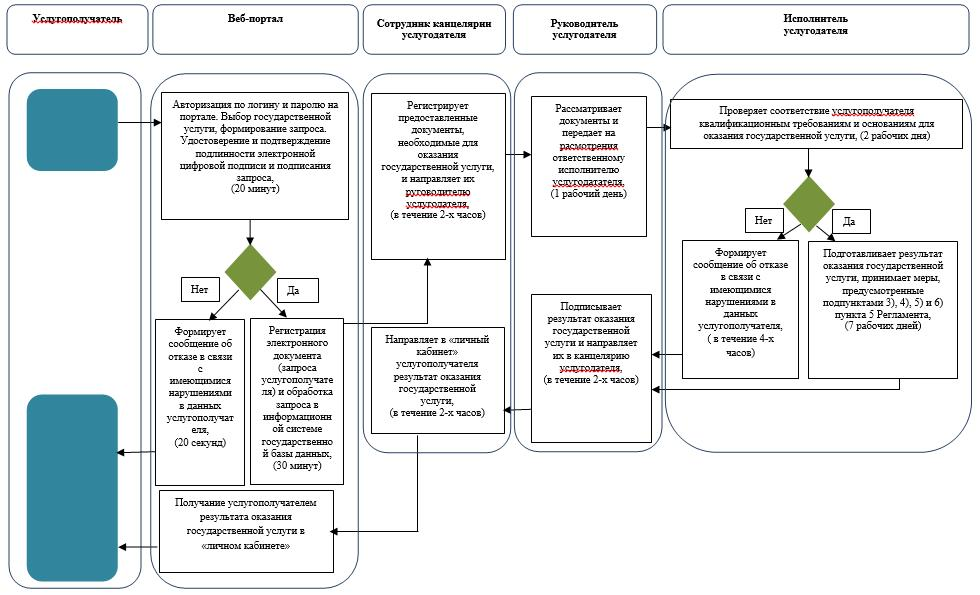 Услугополучатель
Веб-портал
Сотрудник канцелярии
услугодателя
Руководитель
услугодателя
Исполнитель
услугодателя
Авторизация по логину и паролю на
портале. Выбор государственной
услуги, формирование запроса.
Удостоверение и подтверждение
подлинности электронной
цифровой подписи и подписания
запроса,
(20 минут)
Нет
Да
Формирует
сообщение об
отказе в связи
с
имеющимися
нарушениями
в данных
услугополучат
еля,
(20 секунд)
Регистрация
электронного
документа
(запроса
услугополучате
ля) и обработка
запроса в
информационн
ой системе
государственно
й базы данных,
(30 минут)
Получание услугополучателем
результата оказания
государственной услуги в
«личном кабинете»
Регистрирует
предоставленные
документы,
необходимые для
оказания
государственной услуги,
и направляет их
руговодителю
услугодателя,
(в течение 2-х часов)
Направляет в «личный
кабинет»
услугополучателя
результат оказания
государственной
услуги,
(в течение 2-х часов)
Рассматривает
документы и
передает на
расмотрения
ответственному
исполнителю
услугодатателя,
(1 рабочий день)
Подписывает
результат оказания
государственной
услуги и направляет
их в канцелярию
услугодателя,
(в течение 2-х часов)
Проверяет соответствие услугополучателя
квалификационным требованиям и основаниям для
оказания государственной услуги, (2 рабочих дня)
Нет
Да
Формирует
сообщение об отказе
в связи с
имеющимися
нарушениями в
данных
услугополучателя,
( в течение 4-х
часов)
Подготавливает результат
оказания государственной
услуги, принимает меры,
предусмотренные
подпунктами 3), 4), 5) и 6)
пункта 5 Регламента,
(7 рабочих дней)